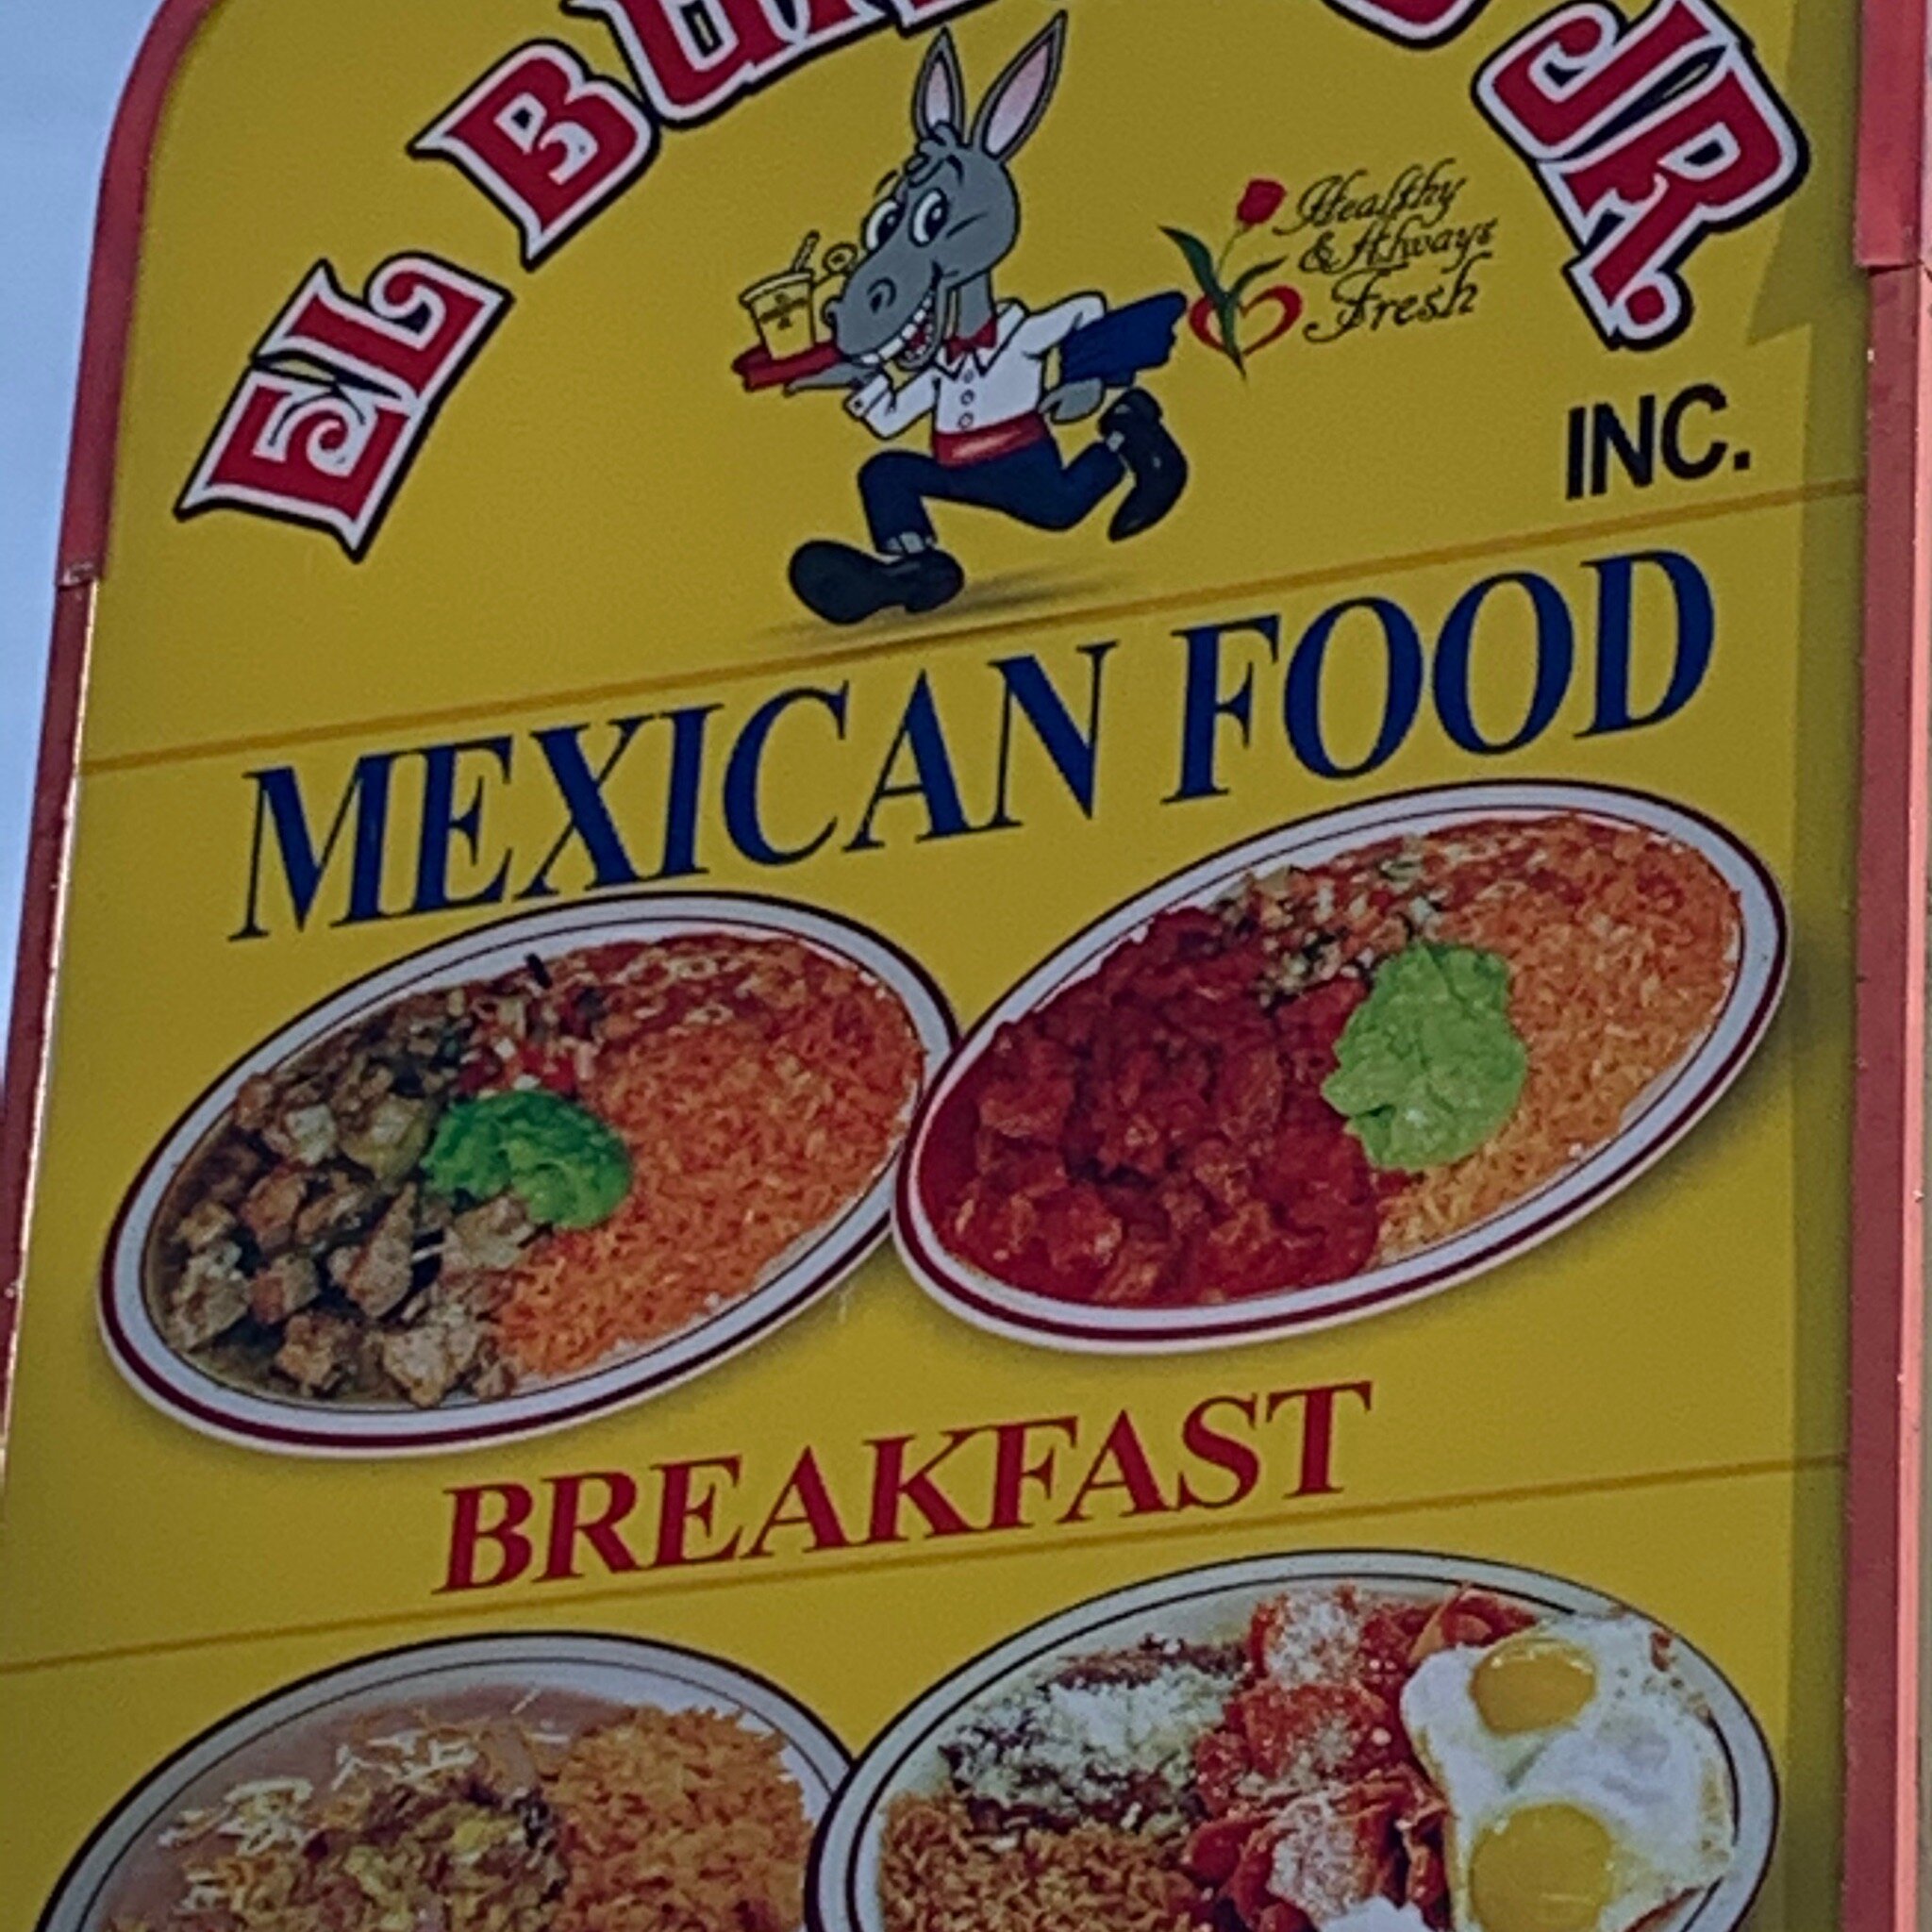 EL JR.
Healthy
& Always
Fresh
INC.
MEXICAN FOOD
BREAKFAST